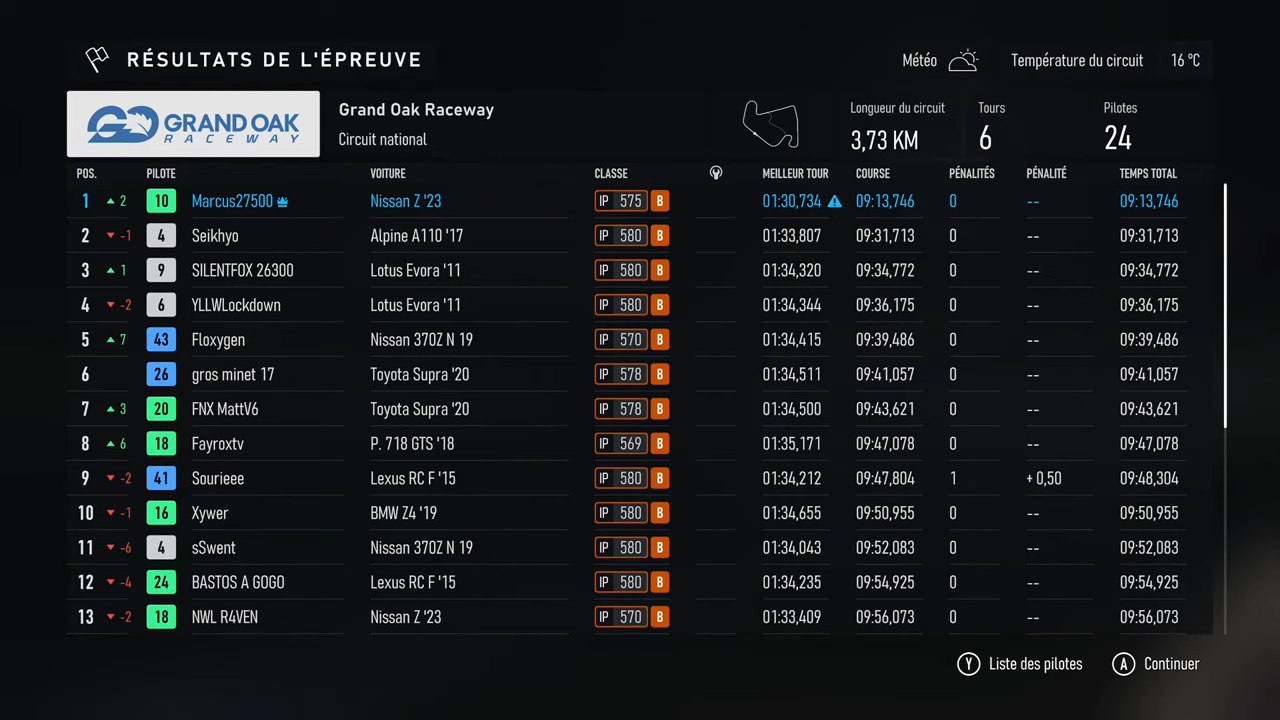 RÉSULTATS DE L'ÉPREUVE
Météo Température du circuit 16 ºC
GRAND OAK
RACEWAY
Grand Oak Raceway
Circuit national
Longueur du circuit Tours Pilotes
3,73 KM 6 24
POS. PILOTE VOITURE CLASSE MEILLEUR TOUR COURSE PÉNALITÉS PÉNALITÉ TEMPS TOTAL
1 2 10 Marcus27500 Nissan Z '23 IP 575 B 01:30,734 09:13,746 0 -- 09:13,746
2 -1 4 Seikhyo Alpine A110 '17 IP 580 B 01:33,807 09:31,713 0 -- 09:31,713
3 1 9 SILENTFOX 26300 Lotus Evora '11 IP 580 B 01:34,320 09:34,772 0 -- 09:34,772
4 -2 6 YLLWLockdown Lotus Evora '11 IP 580 B 01:34,344 09:36,175 0 -- 09:36,175
5 7 43 Floxygen Nissan 370Z N 19 IP 570 B 01:34,415 09:39,486 0 -- 09:39,486
6 26 gros minet 17 Toyota Supra '20 IP 578 B 01:34,511 09:41,057 0 -- 09:41,057
7 3 20 FNX MattV6 Toyota Supra '20 IP 578 B 01:34,500 09:43,621 0 -- 09:43,621
8 6 18 Fayroxtv P. 718 GTS '18 IP 569 B 01:35,171 09:47,078 0 -- 09:47,078
9 -2 41 Sourieee Lexus RC F '15 IP 580 B 01:34,212 09:47,804 1 + 0,50 09:48,304
10 -1 16 Xywer BMW Z4 '19 IP 580 B 01:34,655 09:50,955 0 -- 09:50,955
11 -6 4 sSwent Nissan 370Z N 19 IP 580 B 01:34,043 09:52,083 0 -- 09:52,083
12 -4 24 BASTOS A GOGO Lexus RC F '15 IP 580 B 01:34,235 09:54,925 0 -- 09:54,925
13 -2 18 NWL R4VEN Nissan Z '23 IP 570 B 01:33,409 09:56,073 0 -- 09:56,073
Y Liste des pilotes A Continuer